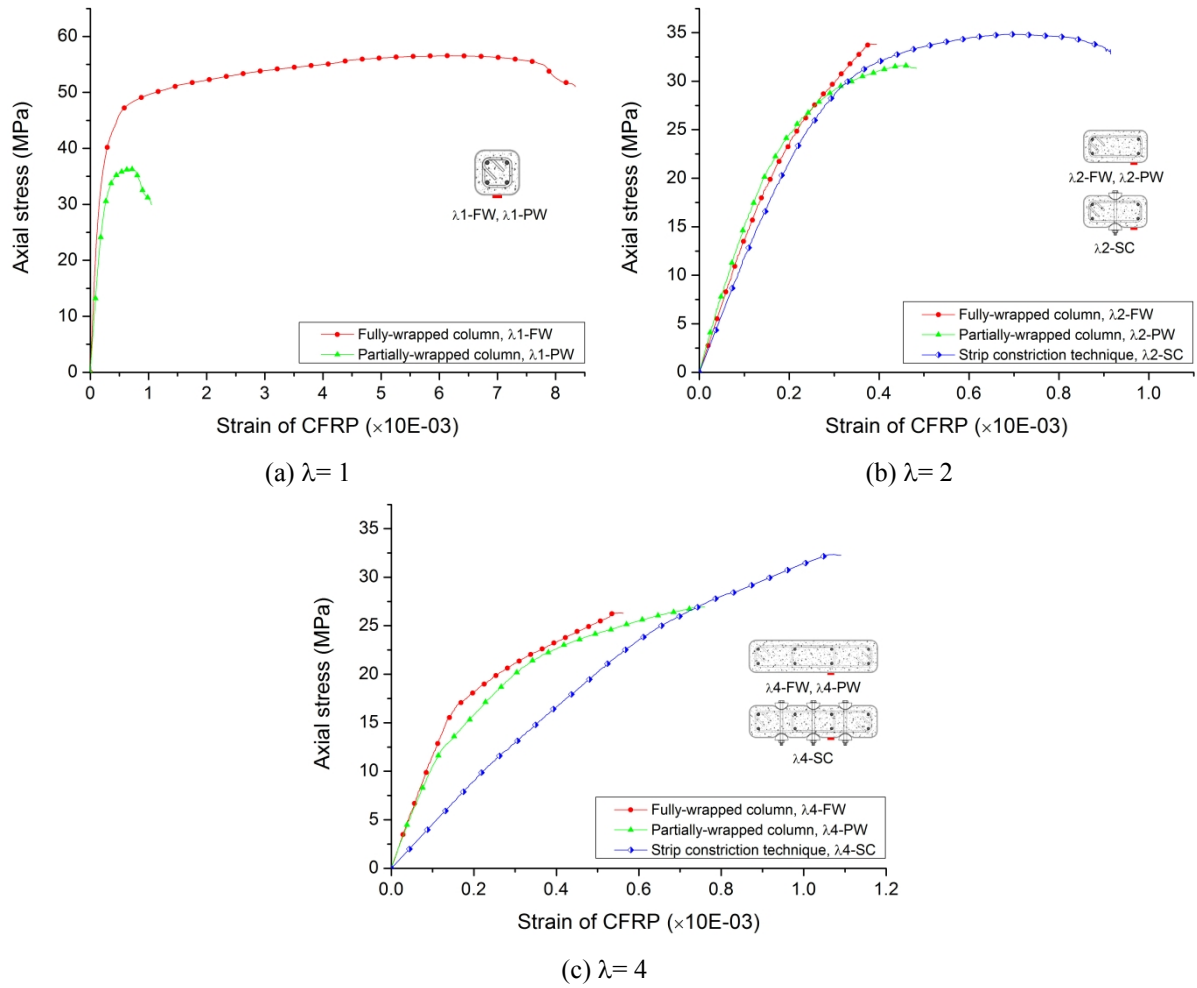 60
50
40
30
20
10
0
Axial stress (MPa)
λ1-FW, λ1-PW
Fully-wrapped column, λ1-FW
Partially-wrapped column, λ1-PW
0 1 2 3 4 5 6 7 8
Strain of CFRP (×10E-03)
(a) λ= 1
35
30
25
20
15
10
5
0
Axial stress (MPa)
λ2-FW, λ2-PW
λ2-SC
Fully-wrapped column, λ2-FW
Partially-wrapped column, λ2-PW
Strip constriction technique, λ2-SC
0.0 0.2 0.4 0.6 0.8 1.0
Strain of CFRP (×10E-03)
(b) λ= 2
35
30
25
20
15
10
5
0
Axial stress (MPa)
λ4-FW, λ4-PW
λ4-SC
Fully-wrapped column, λ4-FW
Partially-wrapped column, λ4-PW
Strip constriction technique, λ4-SC
0.0 0.2 0.4 0.6 0.8 1.0 1.2
Strain of CFRP (×10E-03)
(c) λ= 4